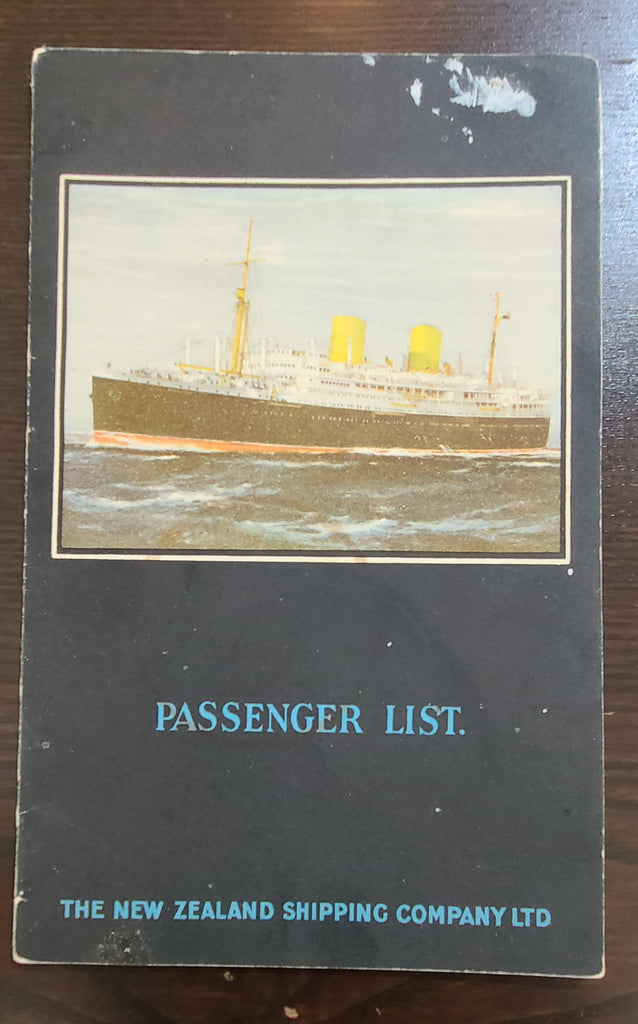 PASSENGER LIST.
THE NEW ZEALAND SHIPPING COMPANY LTD